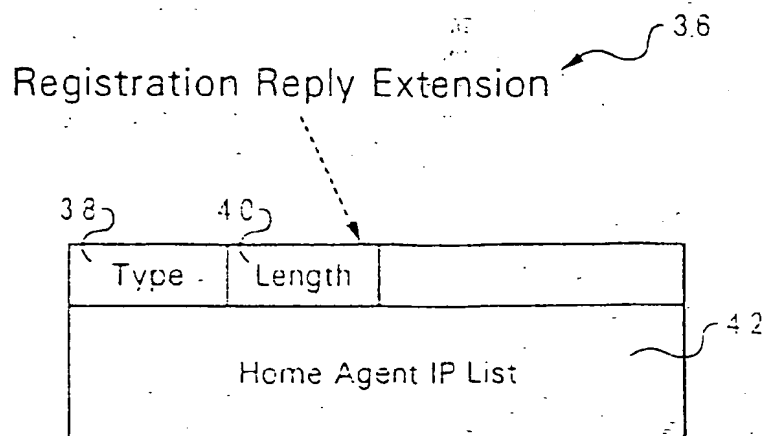 36
Registration Reply Extension
38 40
Type Length
42
Home Agent IP List